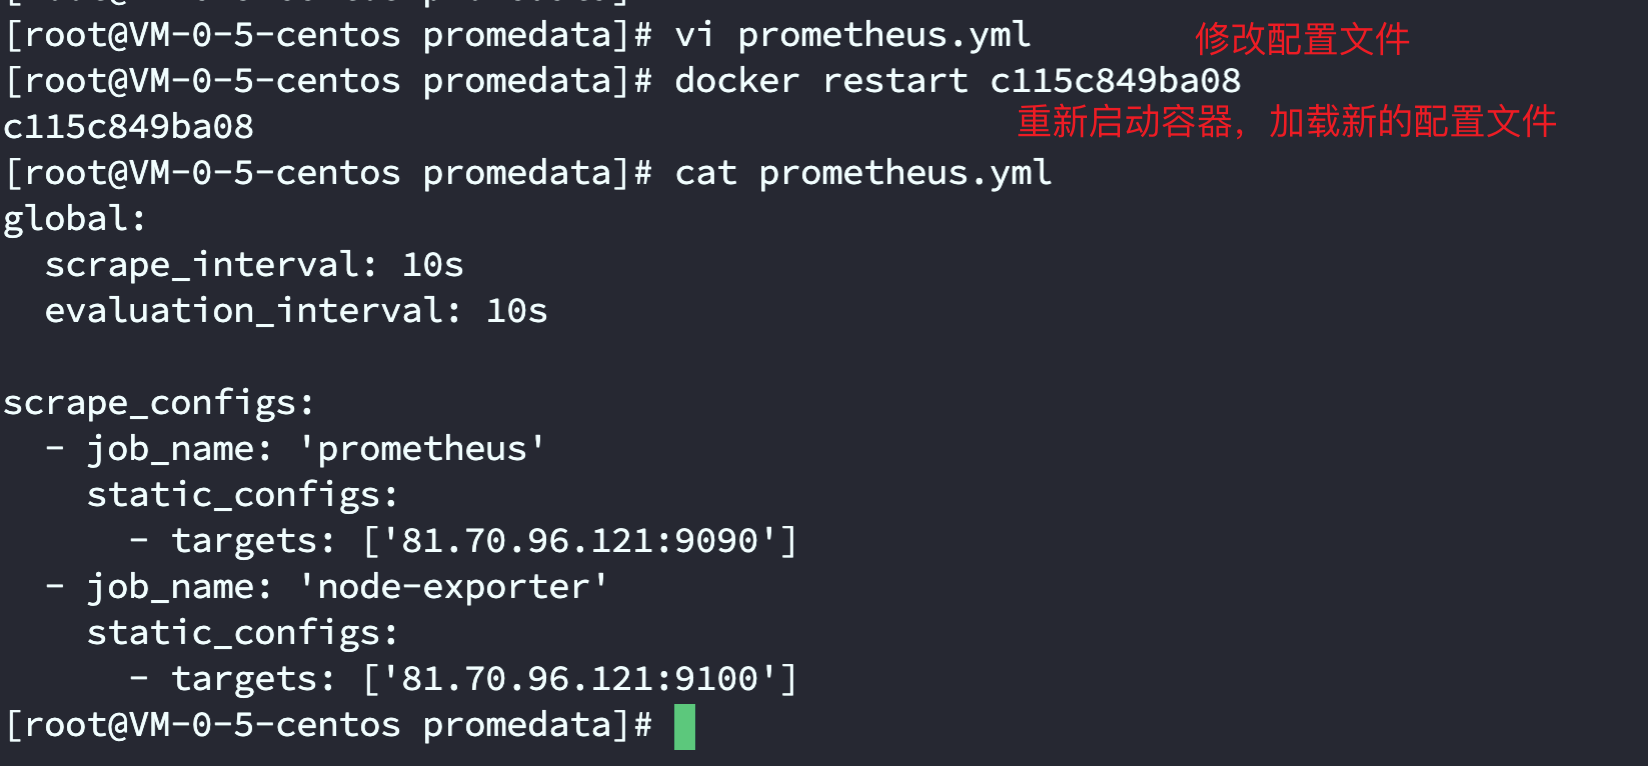 [root@VM-0-5-centos promedata]# vi prometheus.yml 修改配置文件
[root@VM-0-5-centos promedata]# docker restart c115c849ba08
c115c849ba08 重新启动容器，加载新的配置文件
[root@VM-0-5-centos promedata]# cat prometheus.yml
global:
  scrape_interval: 10s
  evaluation_interval: 10s

scrape_configs:
  - job_name: 'prometheus'
    static_configs:
      - targets: ['81.70.96.121:9090']
  - job_name: 'node-exporter'
    static_configs:
      - targets: ['81.70.96.121:9100']
[root@VM-0-5-centos promedata]#